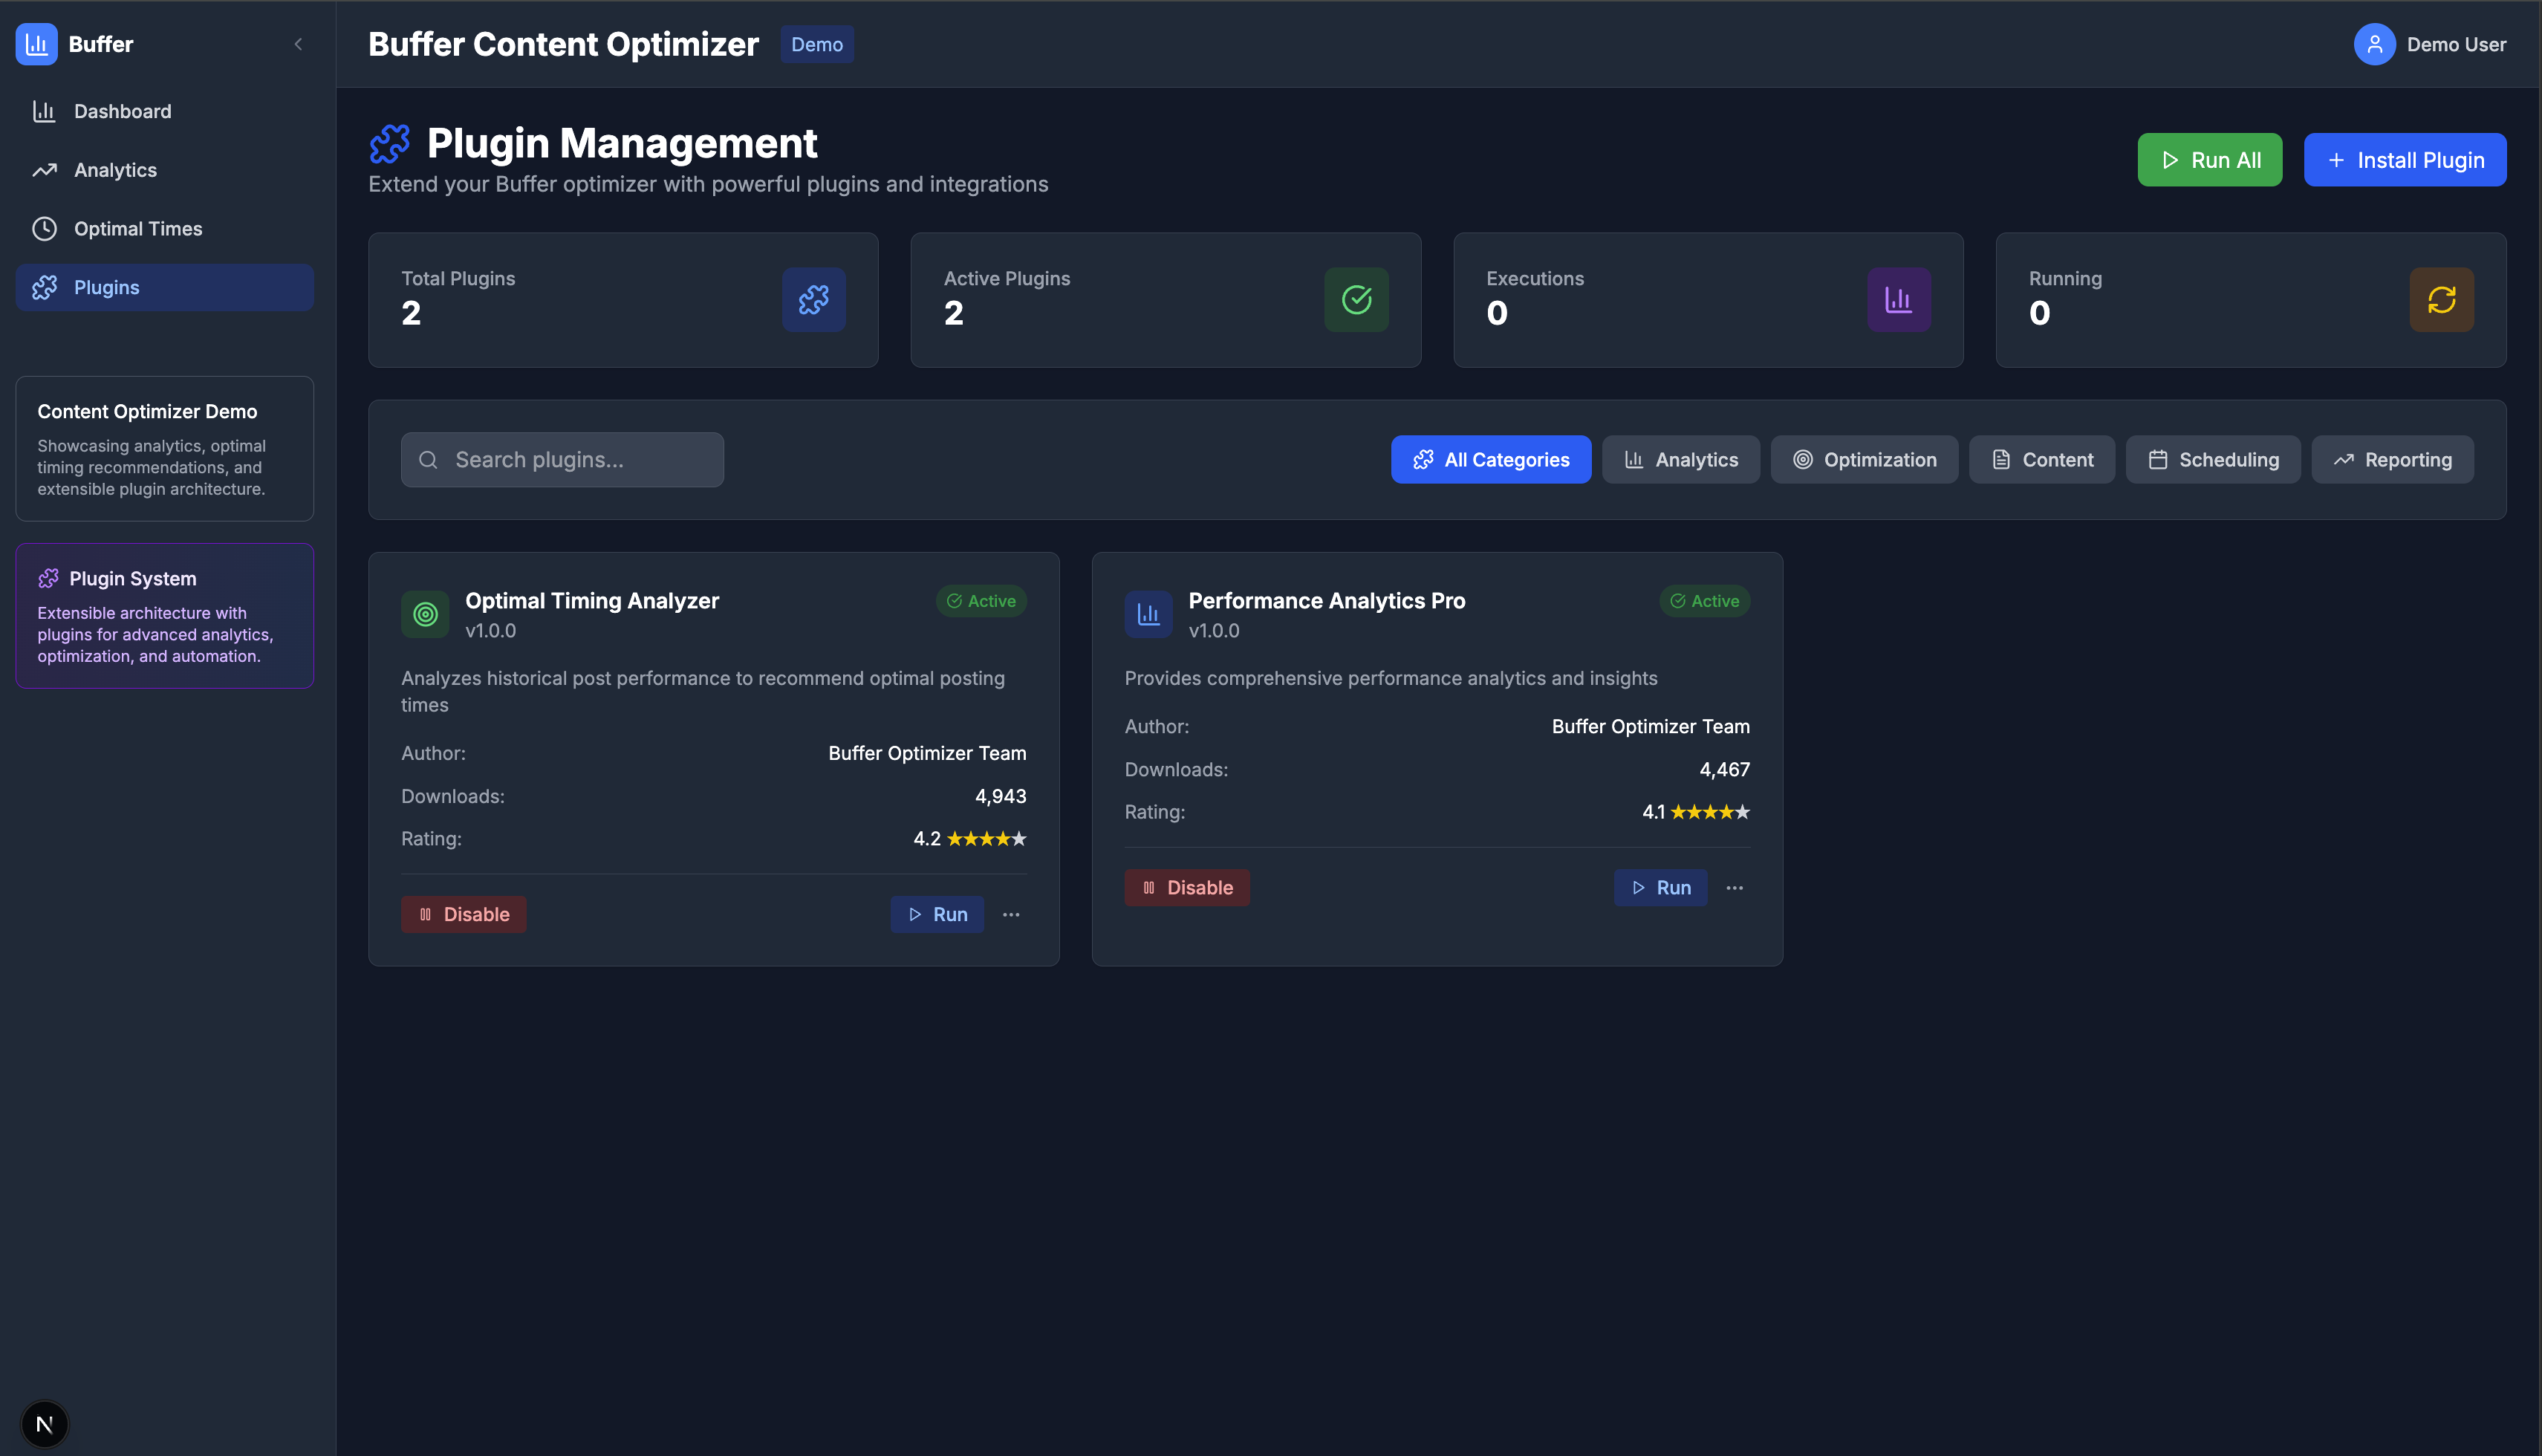 Buffer
Dashboard
Analytics
Optimal Times
Plugins
Content Optimizer Demo
Showcasing analytics, optimal
timing recommendations, and
extensible plugin architecture.
Plugin System
Extensible architecture with
plugins for advanced analytics,
optimization, and automation.
N
Buffer Content Optimizer Demo
Demo User
Plugin Management
Extend your Buffer optimizer with powerful plugins and integrations
Run All
Install Plugin
Total Plugins
2
Active Plugins
2
Executions
0
Running
0
Search plugins...
All Categories
Analytics
Optimization
Content
Scheduling
Reporting
Optimal Timing Analyzer
Active
v1.0.0
Analyzes historical post performance to recommend optimal posting
times
Author: Buffer Optimizer Team
Downloads: 4,943
Rating: 4.2 ★★★★★
Disable
Run
Performance Analytics Pro
Active
v1.0.0
Provides comprehensive performance analytics and insights
Author: Buffer Optimizer Team
Downloads: 4,467
Rating: 4.1 ★★★★★
Disable
Run